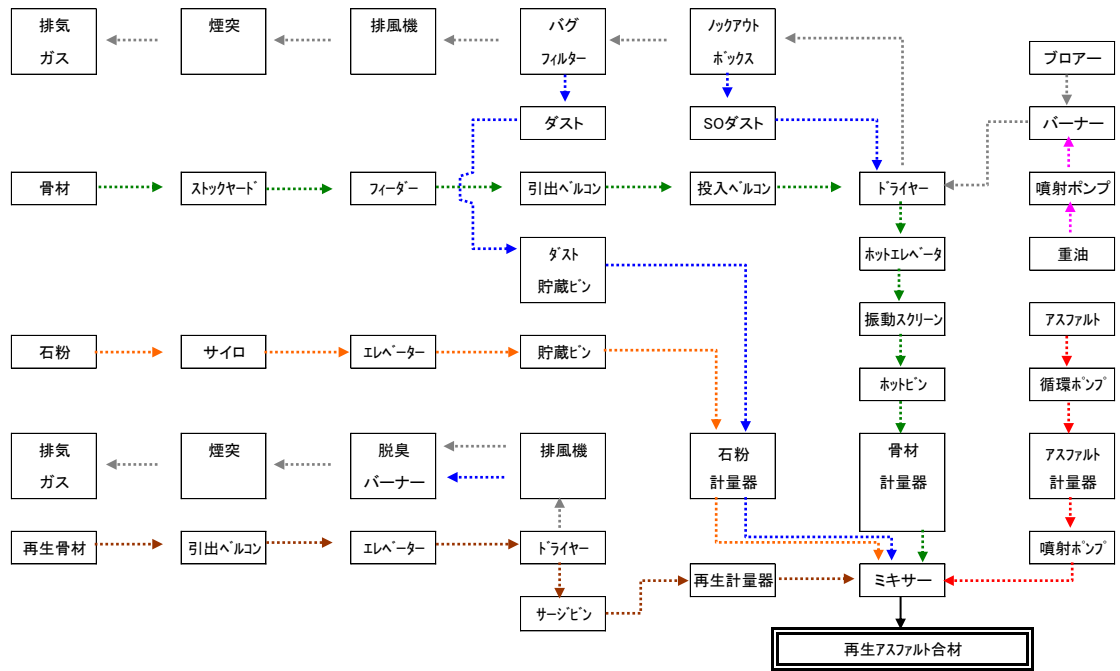 排気
ガス
煙突
排風機
バグ
フィルター
ノックアウト
ボックス
ブロアー
ダスト
SOダスト
バーナー
骨材
ストックヤード
フィーダー
引出ベルコン
投入ベルコン
ドライヤー
噴射ポンプ
ダスト
貯蔵ビン
ホットエレベータ
重油
石粉
サイロ
エレベーター
貯蔵ビン
振動スクリーン
アスファルト
ホットビン
循環ポンプ
排気
ガス
煙突
脱臭
バーナー
排風機
石粉
計量器
骨材
計量器
アスファルト
計量器
再生骨材
引出ベルコン
エレベーター
ドライヤー
噴射ポンプ
サージビン
再生計量器
ミキサー
再生アスファルト合材